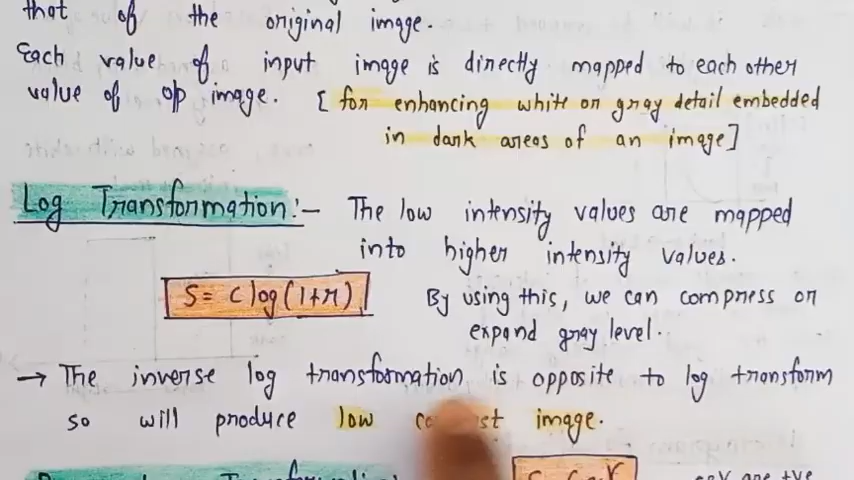 that of the original image.
Each value of input image is directly mapped to each other
value of o/p image. [for enhancing white or gray detail embedded
in dark areas of an image]
Log Transformation:- The low intensity values are mapped
into higher intensity values.
S = C log(1+r) By using this, we can compress or
expand gray level.
→ The inverse log transformation is opposite to log transform
so will produce low image.
are +ve